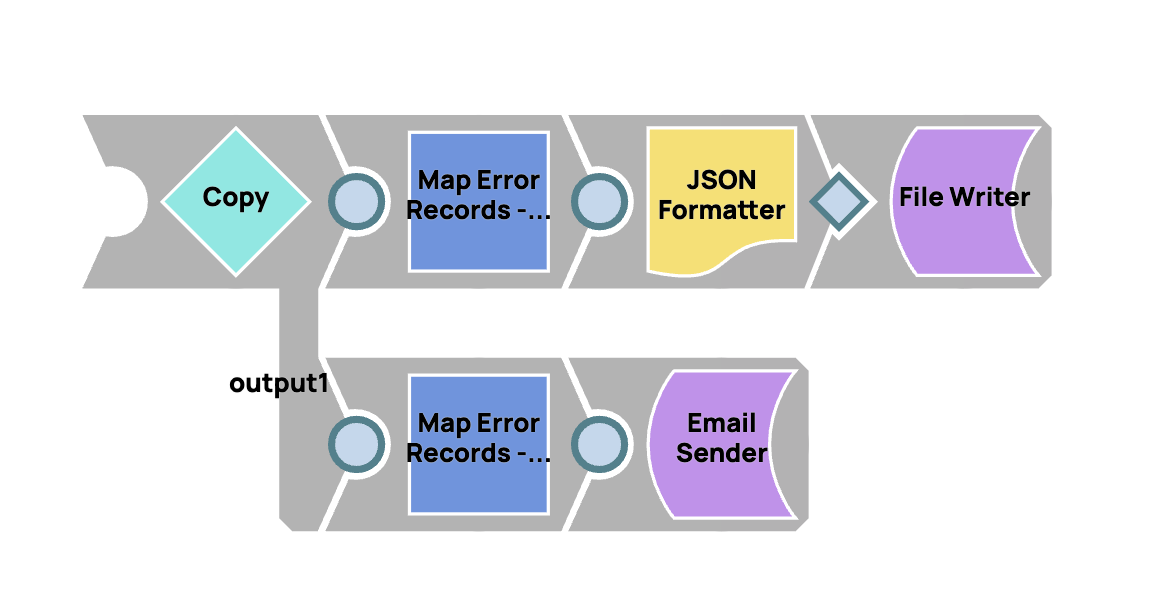 Copy
Map Error
Records -...
JSON
Formatter
File Writer
output1
Map Error
Records -...
Email
Sender